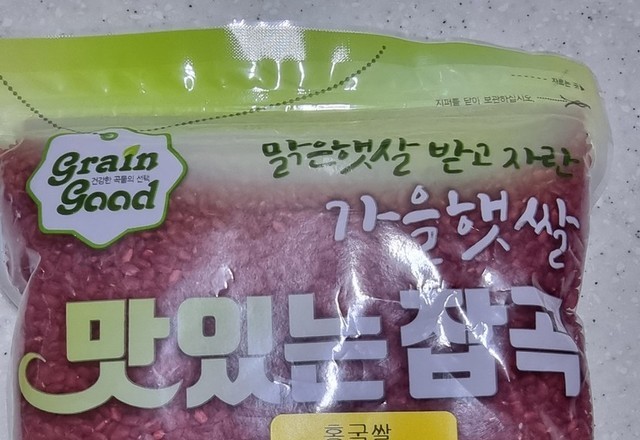 자르는 곳
지퍼를 닫아 보관하십시오
맑은햇살 받고 자란
Grain
건강한 곡물의 선택
Good
가을햇쌀
맛있는잡곡
홍국쌀